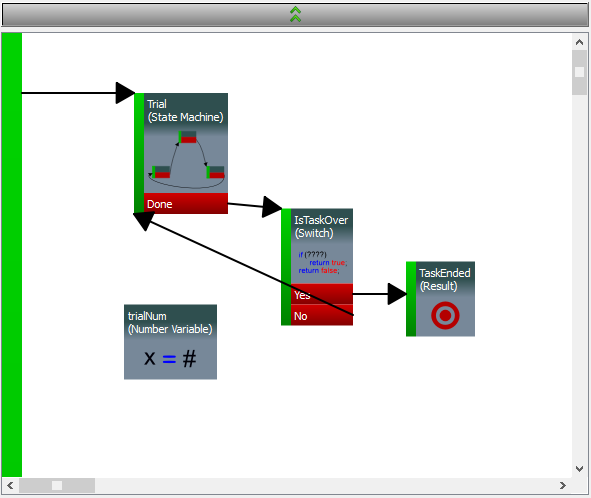 Trial
(State Machine)
Done
IsTaskOver
(Switch)
if (????)
return true;
return false;
Yes
No
TaskEnded
(Result)
trialNum
(Number Variable)
x = #